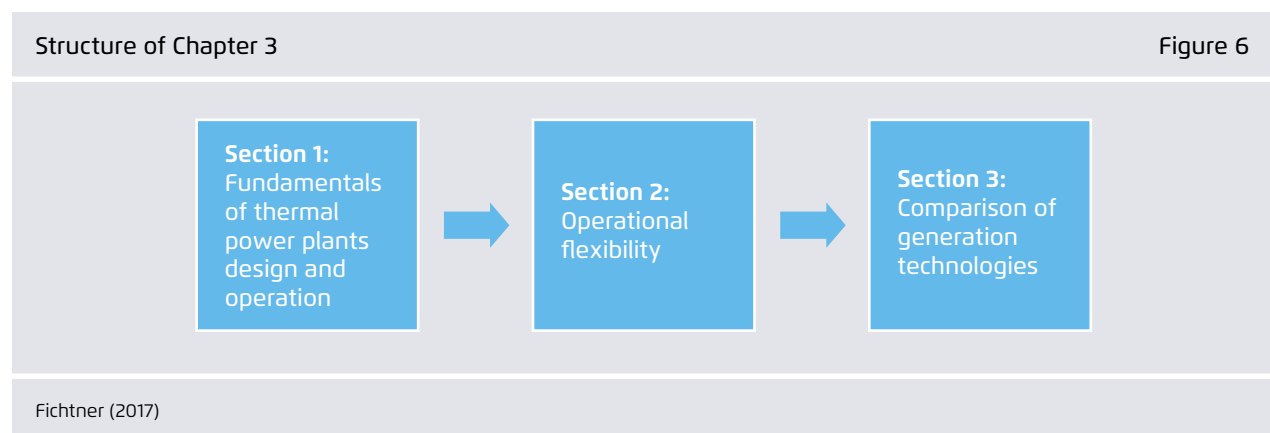 Structure of Chapter 3
Figure 6
Section 1:
Fundamentals
of thermal
power plants
design and
operation
Section 2:
Operational
flexibility
Section 3:
Comparison of
generation
technologies
Fichtner (2017)